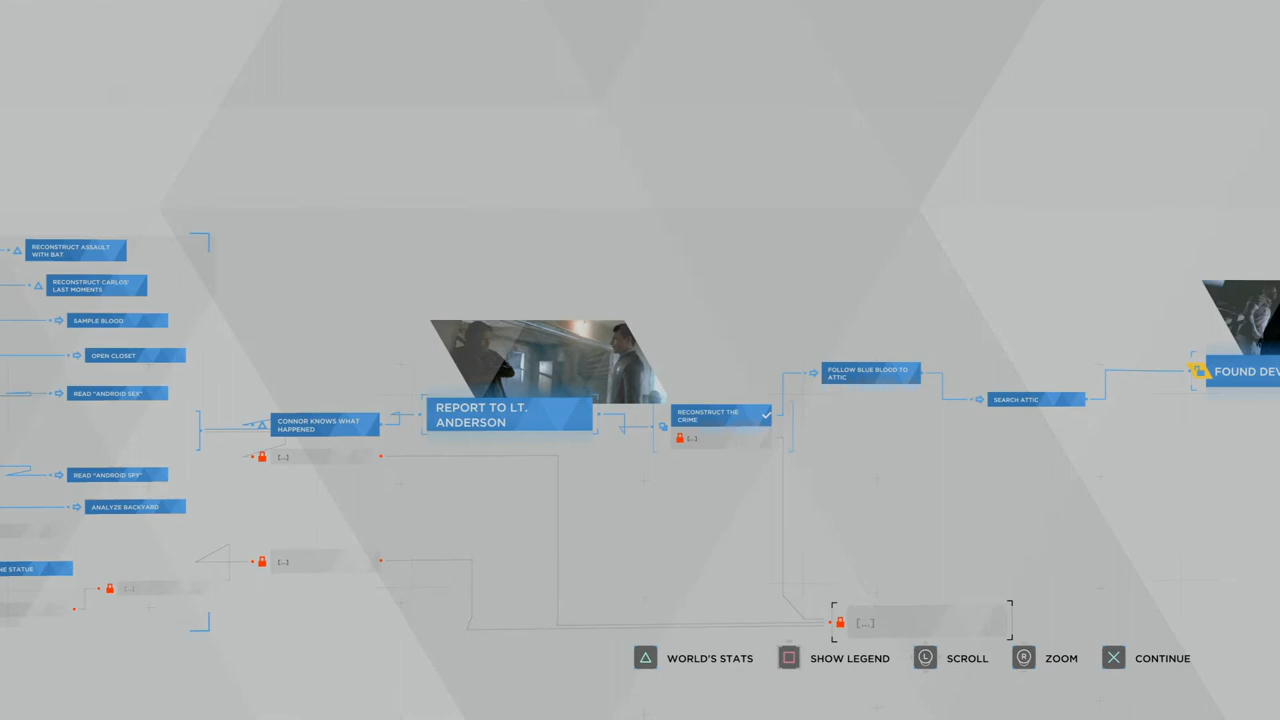 RECONSTRUCT ASSAULT
WITH BAT
RECONSTRUCT CARLOS'
LAST MOMENTS
SAMPLE BLOOD
OPEN CLOSET
READ "ANDROID SEX"
READ "ANDROID SPY"
ANALYZE BACKYARD
HE STATUE
[...]
CONNOR KNOWS WHAT
HAPPENED
[...]
[...]
REPORT TO LT.
ANDERSON
RECONSTRUCT THE
CRIME
[...]
FOLLOW BLUE BLOOD TO
ATTIC
SEARCH ATTIC
FOUND DEV
[...]
WORLD'S STATS
SHOW LEGEND
L SCROLL
R ZOOM
CONTINUE